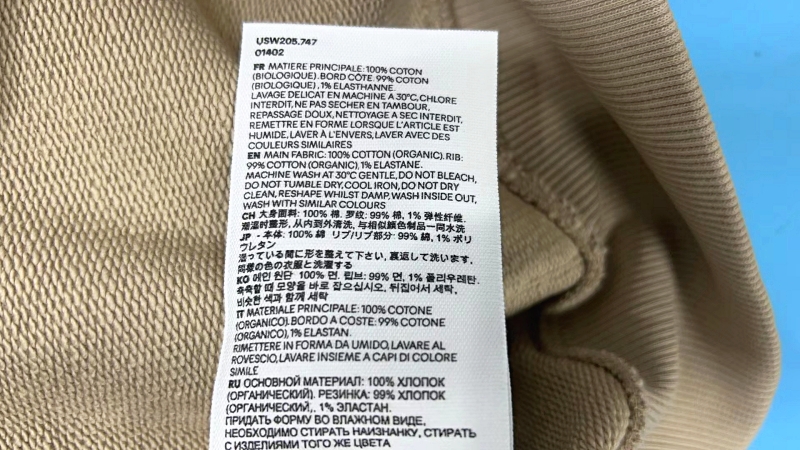 USW205.747
01402
FR MATIERE PRINCIPALE: 100% COTON
(BIOLOGIQUE). BORD CÔTE: 99% COTON
(BIOLOGIQUE), 1% ELASTHANNE.
LAVAGE DELICAT EN MACHINE A 30°C, CHLORE
INTERDIT, NE PAS SECHER EN TAMBOUR,
REPASSAGE DOUX, NETTOYAGE A SEC INTERDIT,
REMETTRE EN FORME LORSQUE L'ARTICLE EST
HUMIDE, LAVER À L'ENVERS, LAVER AVEC DES
COULEURS SIMILAIRES
EN MAIN FABRIC: 100% COTTON (ORGANIC). RIB:
99% COTTON (ORGANIC), 1% ELASTANE.
MACHINE WASH AT 30°C GENTLE, DO NOT BLEACH,
DO NOT TUMBLE DRY, COOL IRON, DO NOT DRY
CLEAN, RESHAPE WHILST DAMP, WASH INSIDE OUT,
WASH WITH SIMILAR COLOURS
CH 大身面料: 100% 棉. 罗纹: 99% 棉, 1% 弹性纤维.
潮湿时整形, 从内到外清洗, 与相似颜色制品一同水洗
JP - 本体: 100% 綿 リブ/リブ部分: 99% 綿, 1% ポリ
ウレタン
湿っている間に形を整えて下さい, 裏返して洗います,
同様の色の衣服と洗濯する
KO 메인 원단 100% 면. 립브: 99% 면, 1% 폴리우레탄.
축축할 때 모양을 바로 잡으십시오, 뒤집어서 세탁,
비슷한 색과 함께 세탁
IT MATERIALE PRINCIPALE: 100% COTONE
(ORGANICO). BORDO A COSTE: 99% COTONE
(ORGANICO), 1% ELASTAN.
RIMETTERE IN FORMA DA UMIDO, LAVARE AL
ROVESCIO, LAVARE INSIEME A CAPI DI COLORE
SIMILE
RU ОСНОВНОЙ МАТЕРИАЛ: 100% ХЛОПОК
(ОРГАНИЧЕСКИЙ). РЕЗИНКА: 99% ХЛОПОК
(ОРГАНИЧЕСКИЙ,. 1% ЭЛАСТАН.
ПРИДАТЬ ФОРМУ ВО ВЛАЖНОМ ВИДЕ,
НЕОБХОДИМО СТИРАТЬ НАИЗНАНКУ, СТИРАТЬ
С ИЗДЕЛИЯМИ ТОГО ЖЕ ЦВЕТА